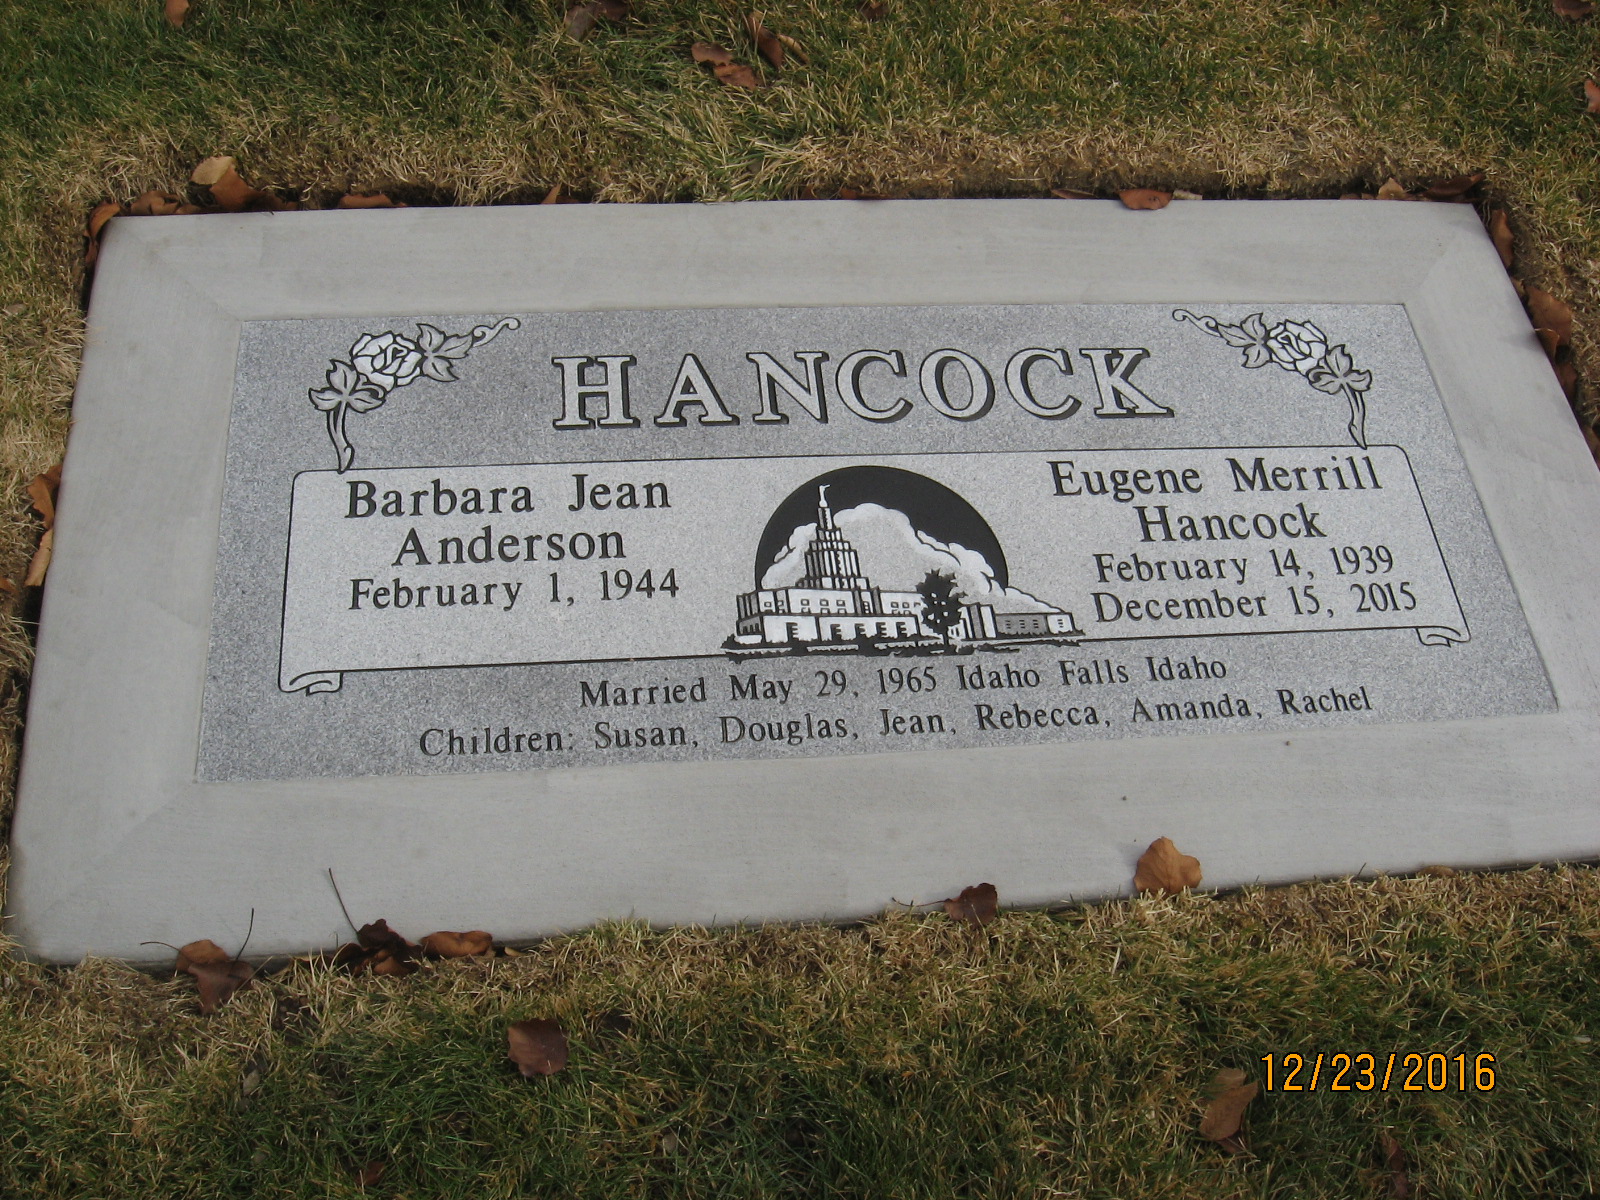 HANCOCK
Barbara Jean
Anderson
February 1, 1944
Eugene Merrill
Hancock
February 14, 1939
December 15, 2015
Married May 29, 1965 Idaho Falls Idaho
Children: Susan, Douglas, Jean, Rebecca, Amanda, Rachel
12/23/2016